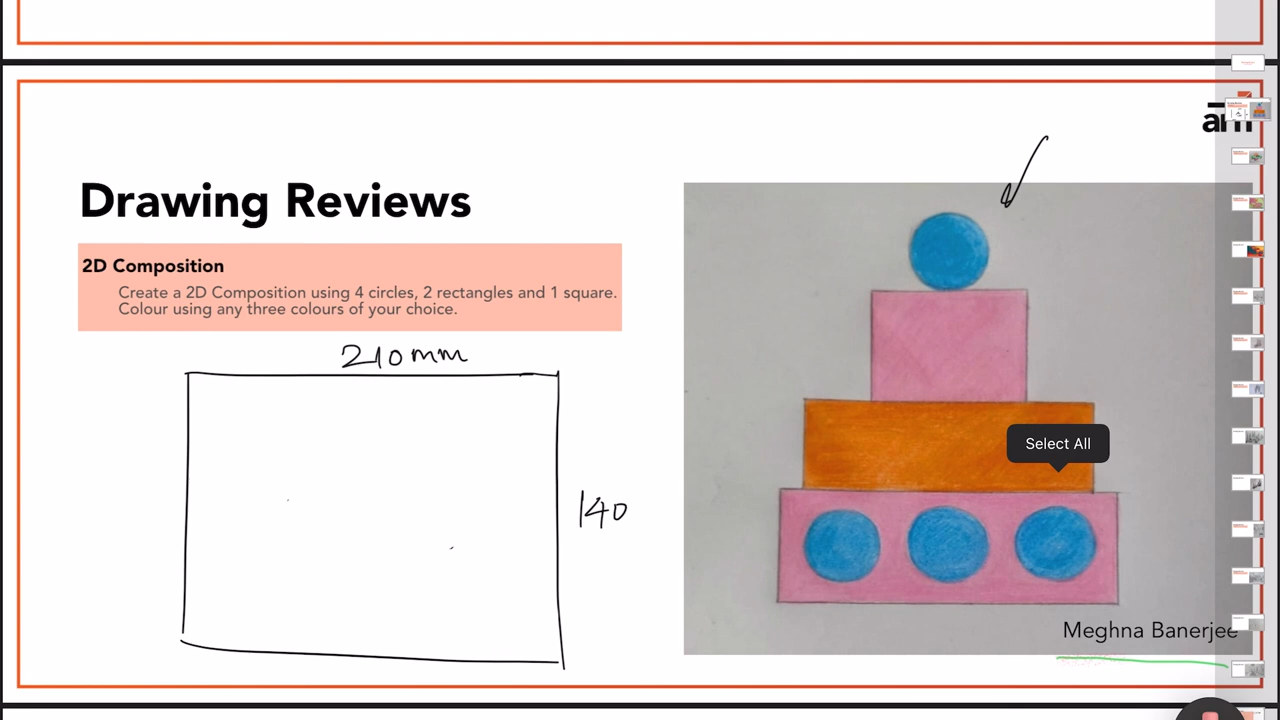 am
Drawing Reviews
2D Composition
Create a 2D Composition using 4 circles, 2 rectangles and 1 square.
Colour using any three colours of your choice.
210mm
140
Select All
Meghna Banerjee